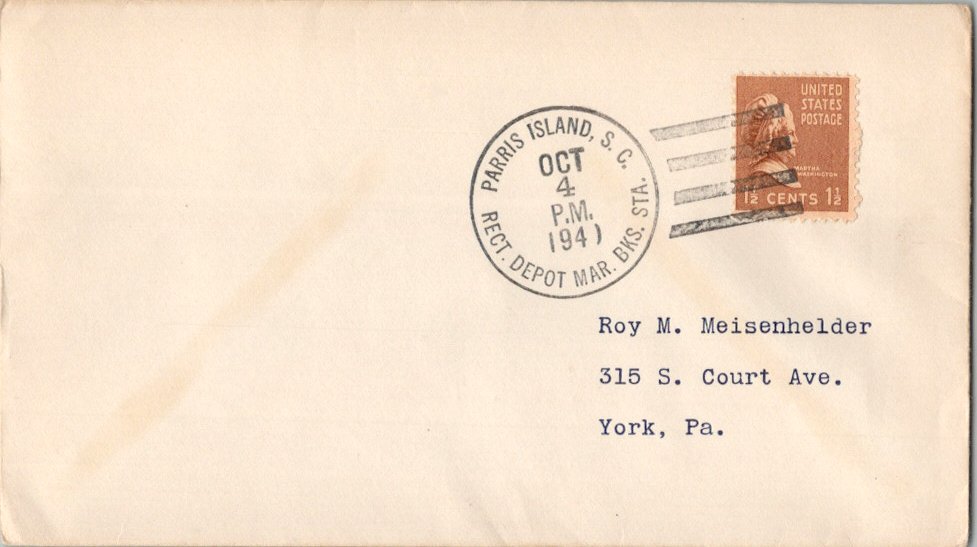 PARRIS ISLAND, S. C.
OCT
4
P.M.
1941
RECT. DEPOT MAR. BKS. STA.
UNITED
STATES
POSTAGE
MARTHA
WASHINGTON
1½ CENTS 1½
Roy M. Meisenhelder
315 S. Court Ave.
York, Pa.